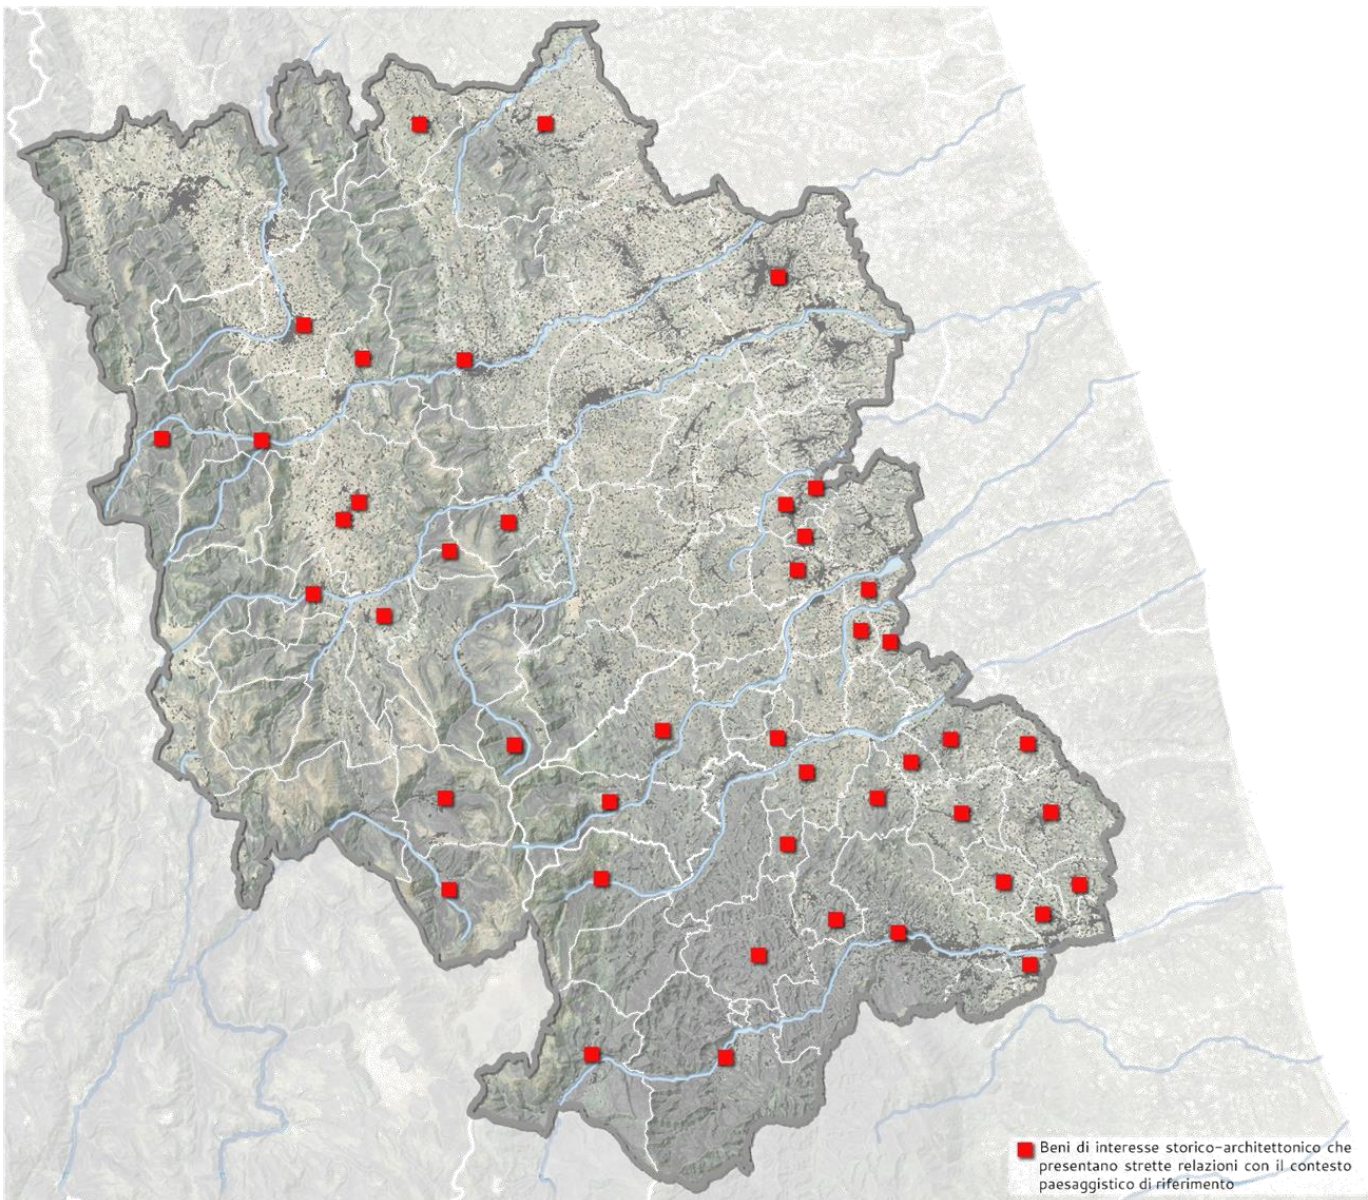 Beni di interesse storico-architettonico che
presentano strette relazioni con il contesto
paesaggistico di riferimento